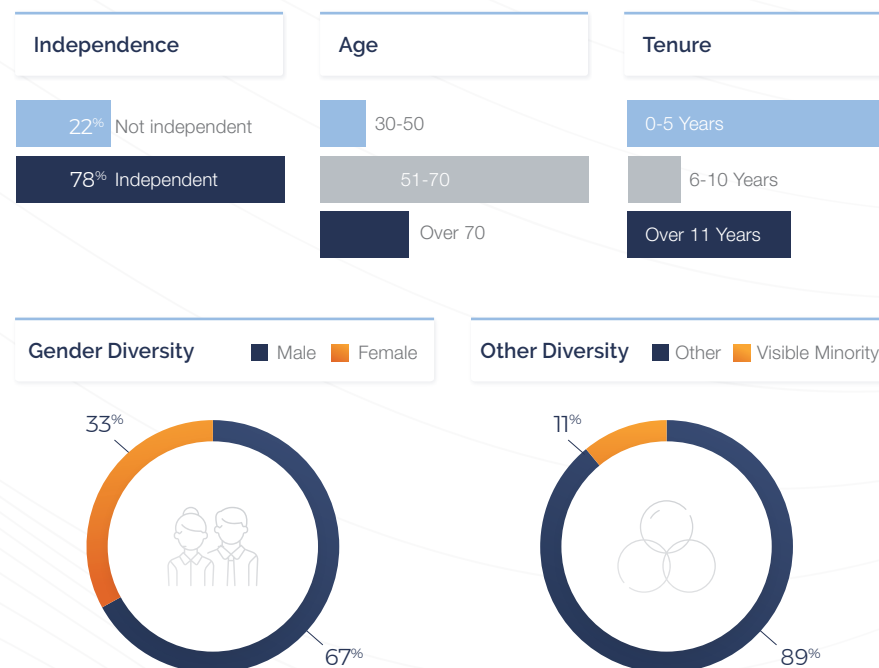 Independence
22% Not independent
78% Independent
Age
30-50
51-70
Over 70
Tenure
0-5 Years
6-10 Years
Over 11 Years
Gender Diversity Male Female
33%
67%
Other Diversity Other Visible Minority
11%
89%